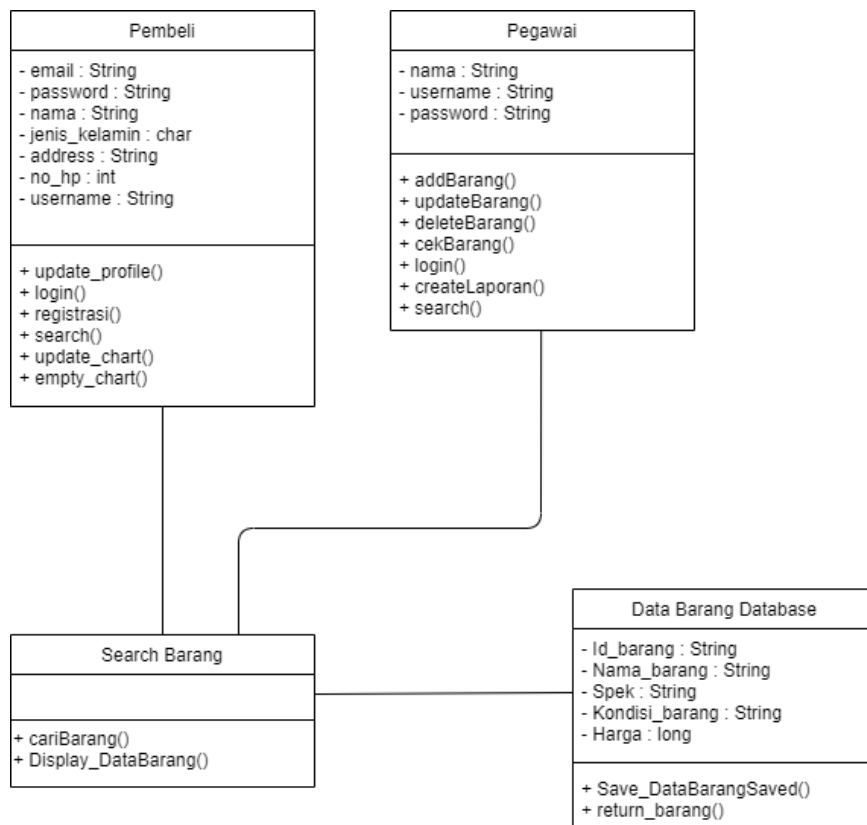 Pembeli
- email : String
- password : String
- nama : String
- jenis_kelamin : char
- address : String
- no_hp : int
- username : String
+ update_profile()
+ login()
+ registrasi()
+ search()
+ update_chart()
+ empty_chart()
Pegawai
- nama : String
- username : String
- password : String
+ addBarang()
+ updateBarang()
+ deleteBarang()
+ cekBarang()
+ login()
+ createLaporan()
+ search()
Search Barang
+ cariBarang()
+ Display_DataBarang()
Data Barang Database
- Id_barang : String
- Nama_barang : String
- Spek : String
- Kondisi_barang : String
- Harga : long
+ Save_DataBarangSaved()
+ return_barang()